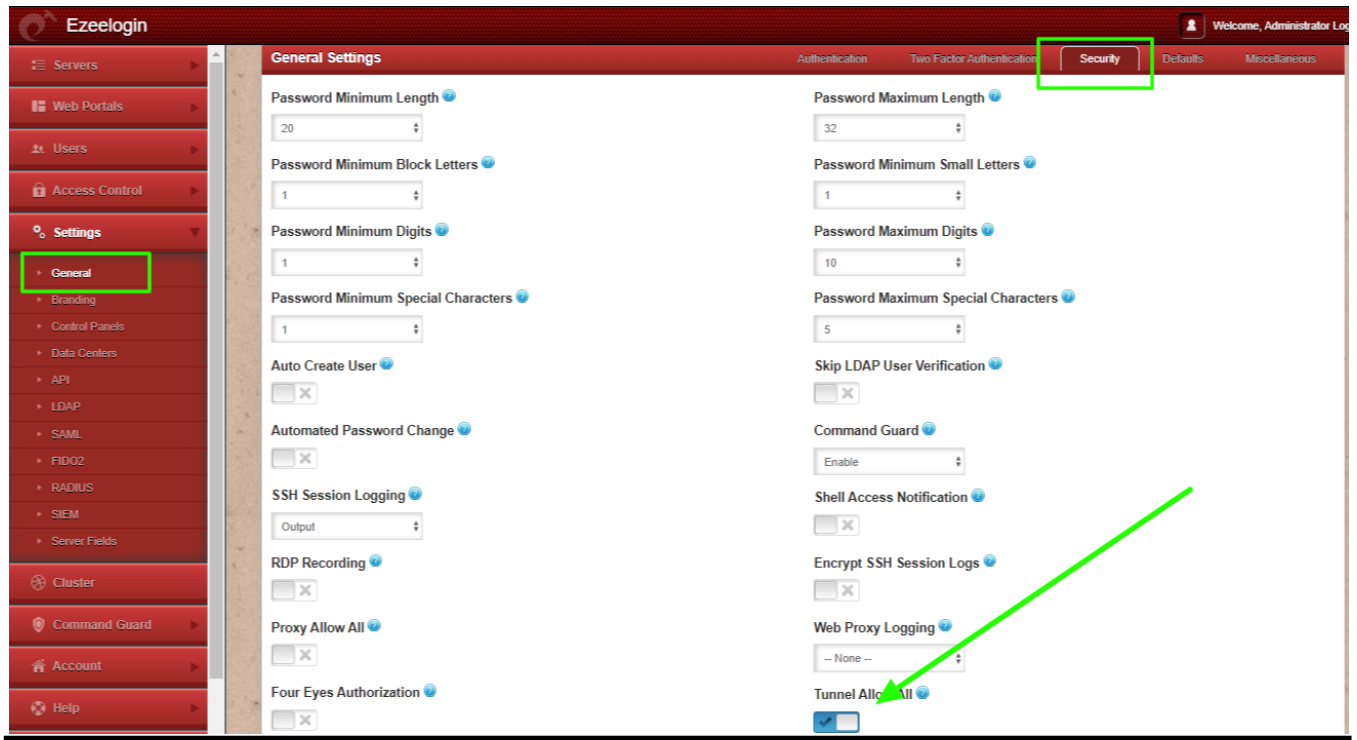 Ezeelogin
Welcome, Administrator Log
Servers
Web Portals
Users
Access Control
Settings
General
Branding
Control Panels
Data Centers
API
LDAP
SAML
FIDO2
RADIUS
SIEM
Server Fields
Cluster
Command Guard
Account
Help
General Settings
Authentication Two Factor Authentication Security Defaults Miscellaneous
Password Minimum Length Password Maximum Length
20 32
Password Minimum Block Letters Password Minimum Small Letters
1 1
Password Minimum Digits Password Maximum Digits
1 10
Password Minimum Special Characters Password Maximum Special Characters
1 5
Auto Create User Skip LDAP User Verification
Automated Password Change Command Guard
Enable
SSH Session Logging Shell Access Notification
Output
RDP Recording Encrypt SSH Session Logs
Proxy Allow All Web Proxy Logging
-- None --
Four Eyes Authorization Tunnel Allow All